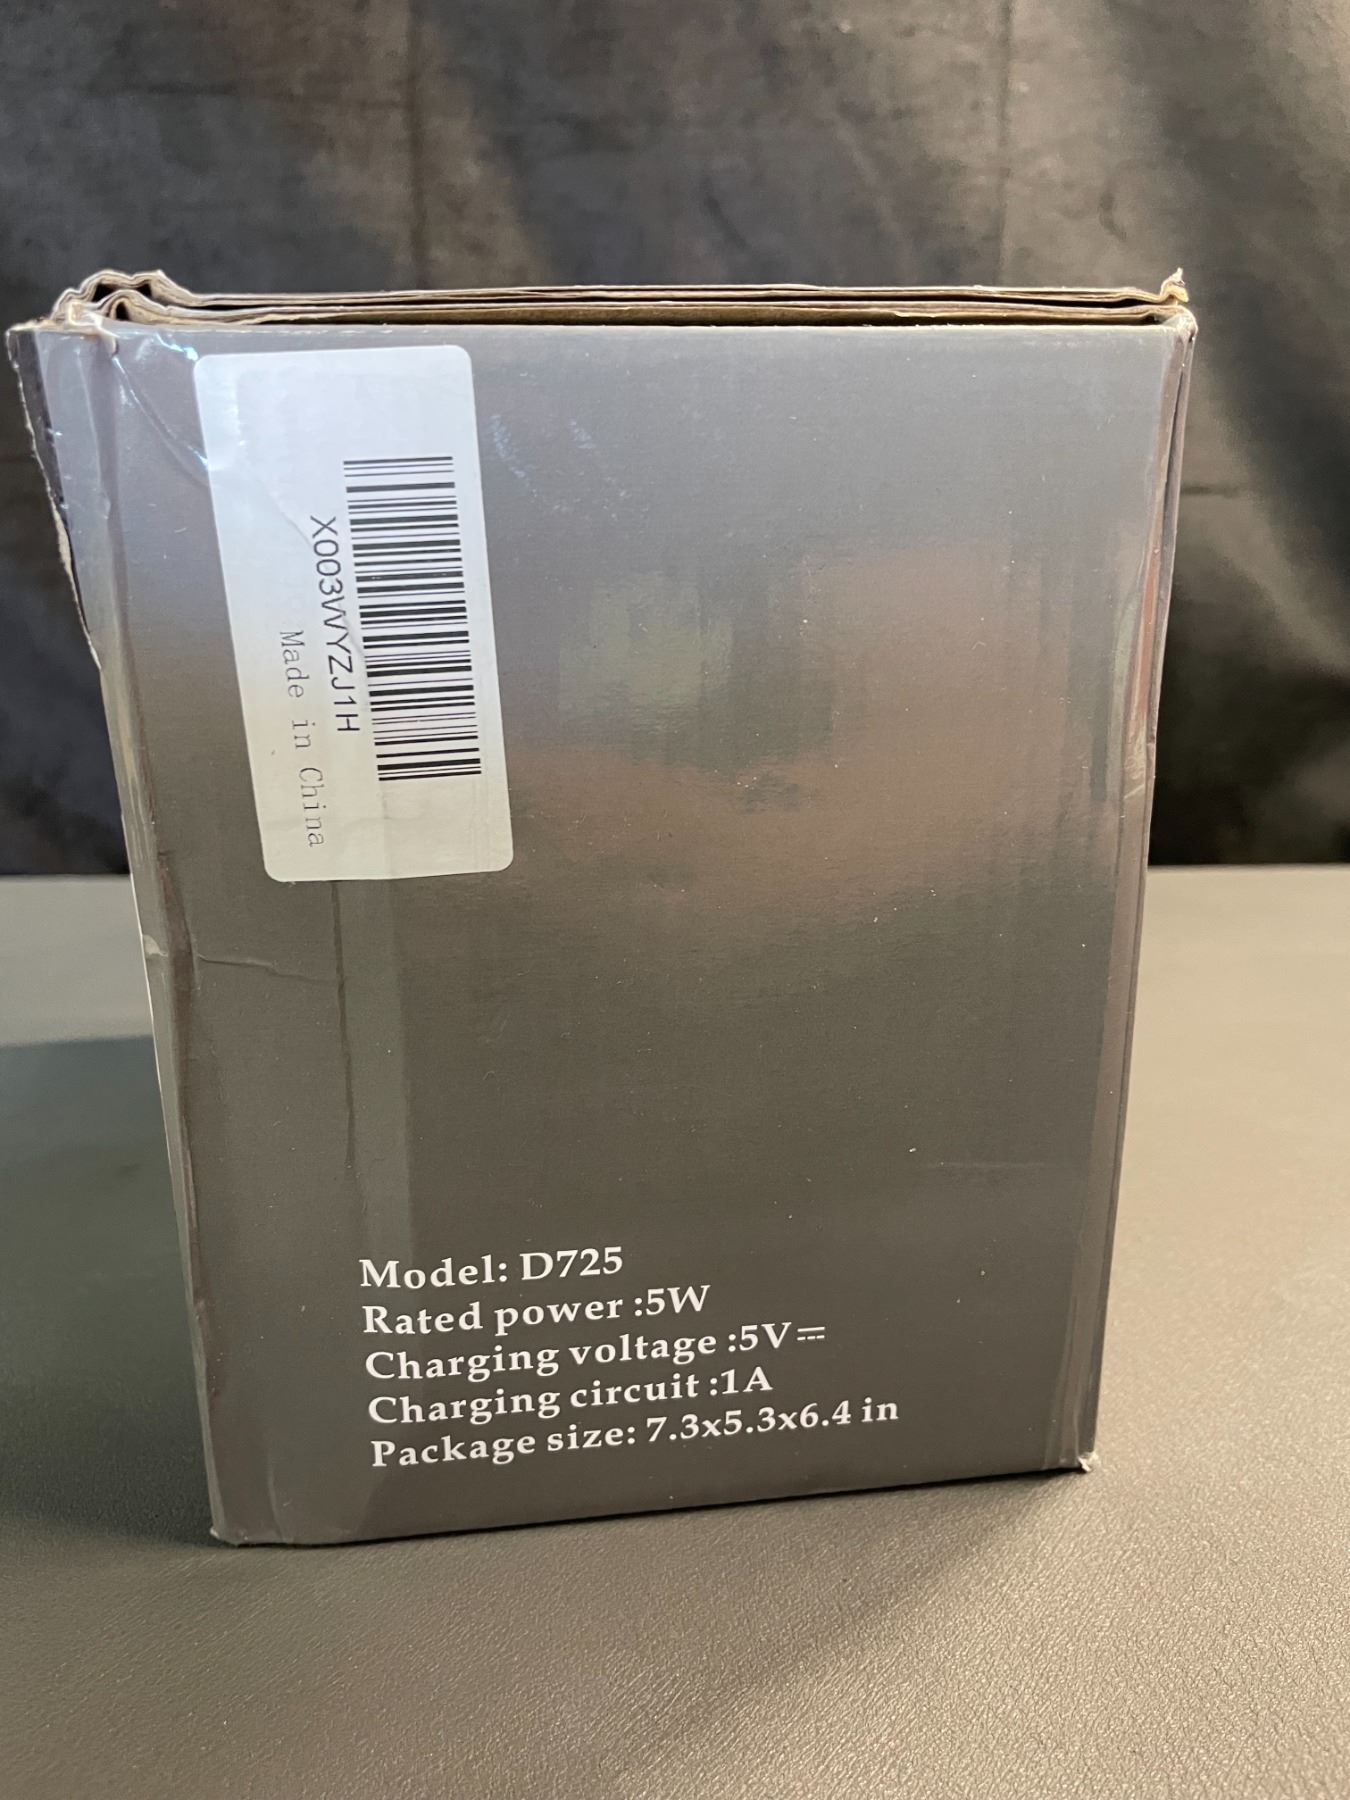 X003WYZJ1H
Made in China
Model: D725
Rated power :5W
Charging voltage :5V⎓
Charging circuit :1A
Package size: 7.3x5.3x6.4 in